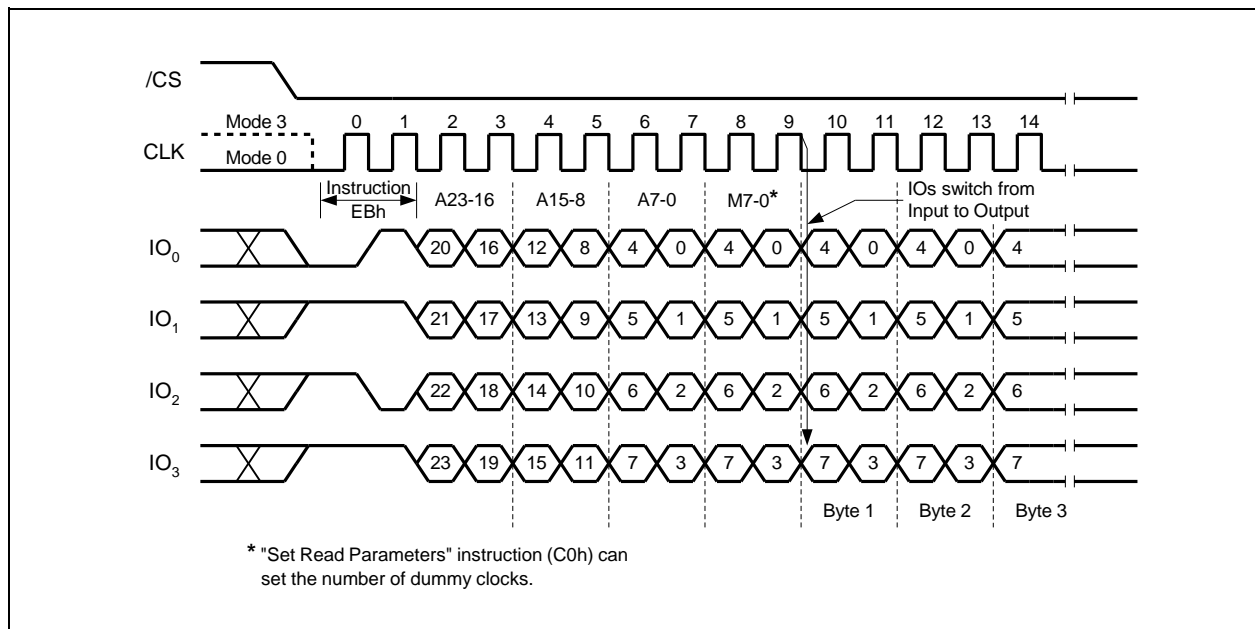 /CS
Mode 3 0 1 2 3 4 5 6 7 8 9 10 11 12 13 14
CLK Mode 0
Instruction
EBh
A23-16 A15-8 A7-0 M7-0*
IOs switch from
Input to Output
IO0 20 16 12 8 4 0 4 0 4 0 4 0 4
IO1 21 17 13 9 5 1 5 1 5 1 5 1 5
IO2 22 18 14 10 6 2 6 2 6 2 6 2 6
IO3 23 19 15 11 7 3 7 3 7 3 7 3 7
Byte 1 Byte 2 Byte 3
* "Set Read Parameters" instruction (C0h) can
set the number of dummy clocks.